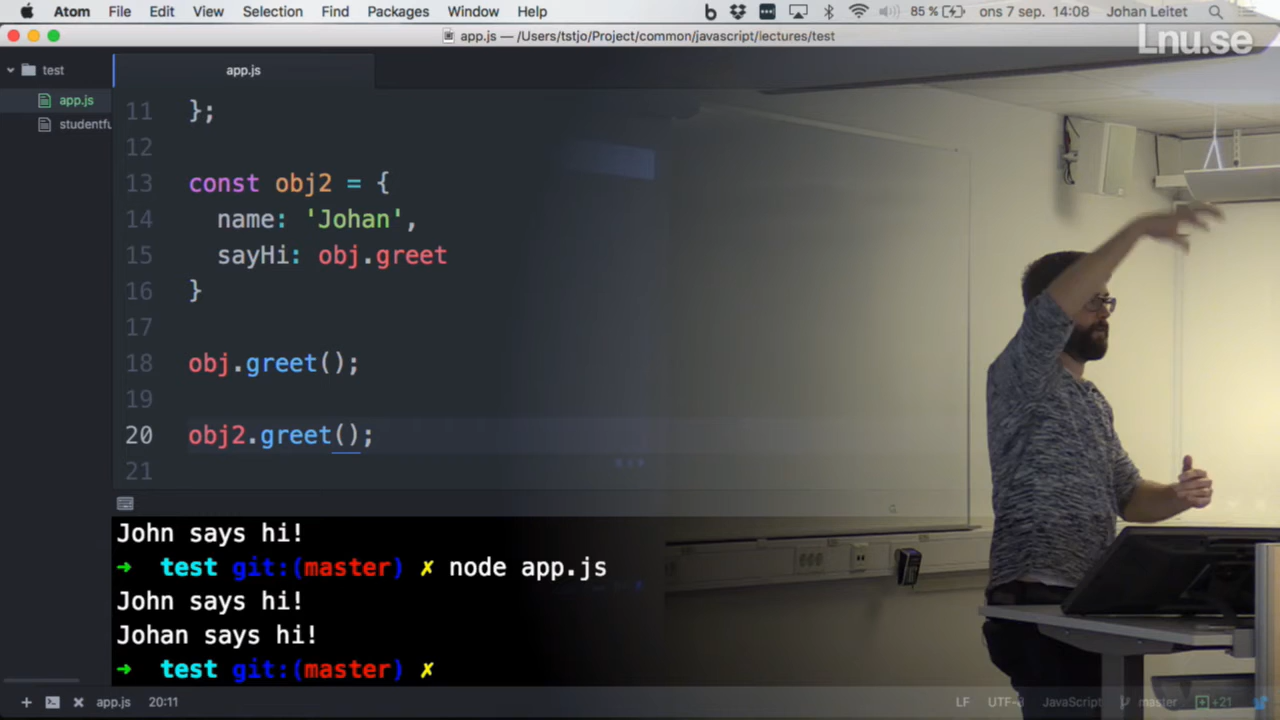 Atom File Edit View Selection Find Packages Window Help 85 % ons 7 sep. 14:08 Johan Leitet
app.js — /Users/tstjo/Project/common/javascript/lectures/test
Lnu.se
test
app.js
app.js
studentfu
11 };
12
13 const obj2 = {
14 name: 'Johan',
15 sayHi: obj.greet
16 }
17
18 obj.greet();
19
20 obj2.greet();
21
John says hi!
➜ test git:(master) ✗ node app.js
John says hi!
Johan says hi!
➜ test git:(master) ✗
app.js 20:11 LF UTF-8 JavaScript master +21